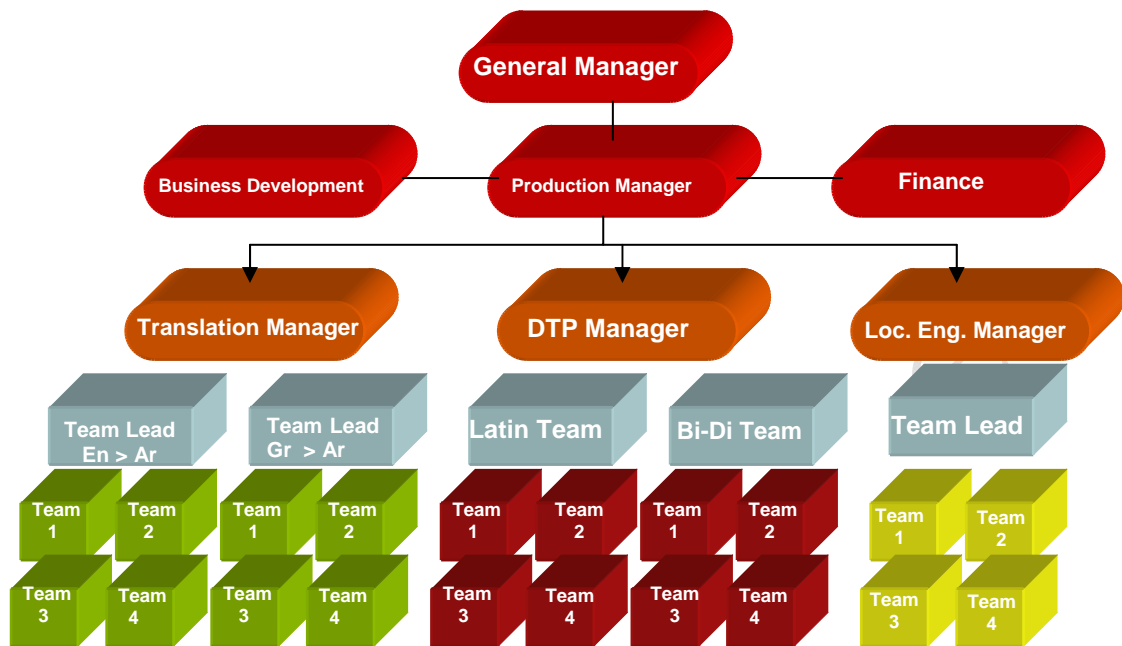 General Manager
Business Development
Production Manager
Finance
Translation Manager
DTP Manager
Loc. Eng. Manager
Team Lead
En > Ar
Team Lead
Gr > Ar
Latin Team
Bi-Di Team
Team Lead
Team
1
Team
2
Team
1
Team
2
Team
1
Team
2
Team
1
Team
2
Team
1
Team
2
Team
3
Team
4
Team
3
Team
4
Team
3
Team
4
Team
3
Team
4
Team
3
Team
4